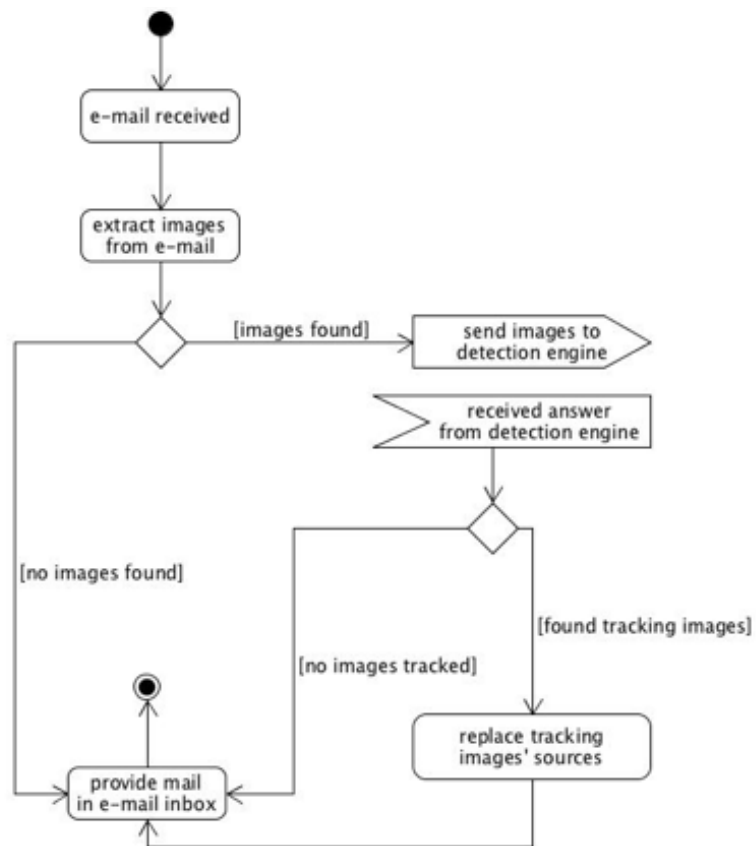 e-mail received
extract images
from e-mail
[images found]
send images to
detection engine
received answer
from detection engine
[no images found]
[found tracking images]
[no images tracked]
replace tracking
images' sources
provide mail
in e-mail inbox